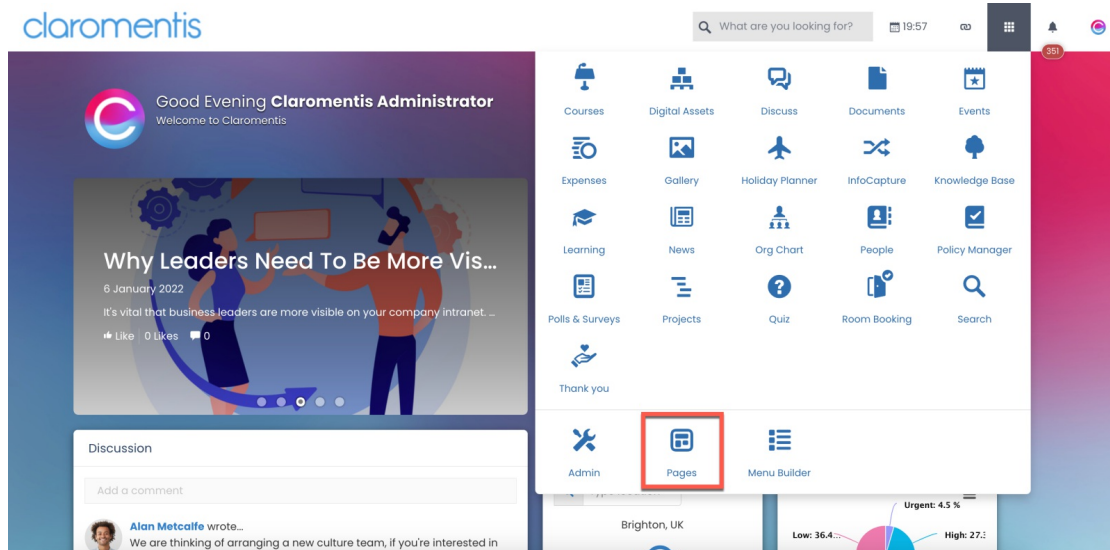 claromentis
What are you looking for?
19:57
351
Good Evening Claromentis Administrator
Welcome to Claromentis
Courses
Digital Assets
Discuss
Documents
Events
Expenses
Gallery
Holiday Planner
InfoCapture
Knowledge Base
Learning
News
Org Chart
People
Policy Manager
Polls & Surveys
Projects
Quiz
Room Booking
Search
Thank you
Admin
Pages
Menu Builder
Why Leaders Need To Be More Vis...
6 January 2022
It's vital that business leaders are more visible on your company intranet. ...
Like 0 Likes 0
Discussion
Add a comment
Alan Metcalfe wrote...
We are thinking of arranging a new culture team, if you're interested in
Brighton, UK
Urgent: 4.5 %
Low: 36.4...
High: 27.3